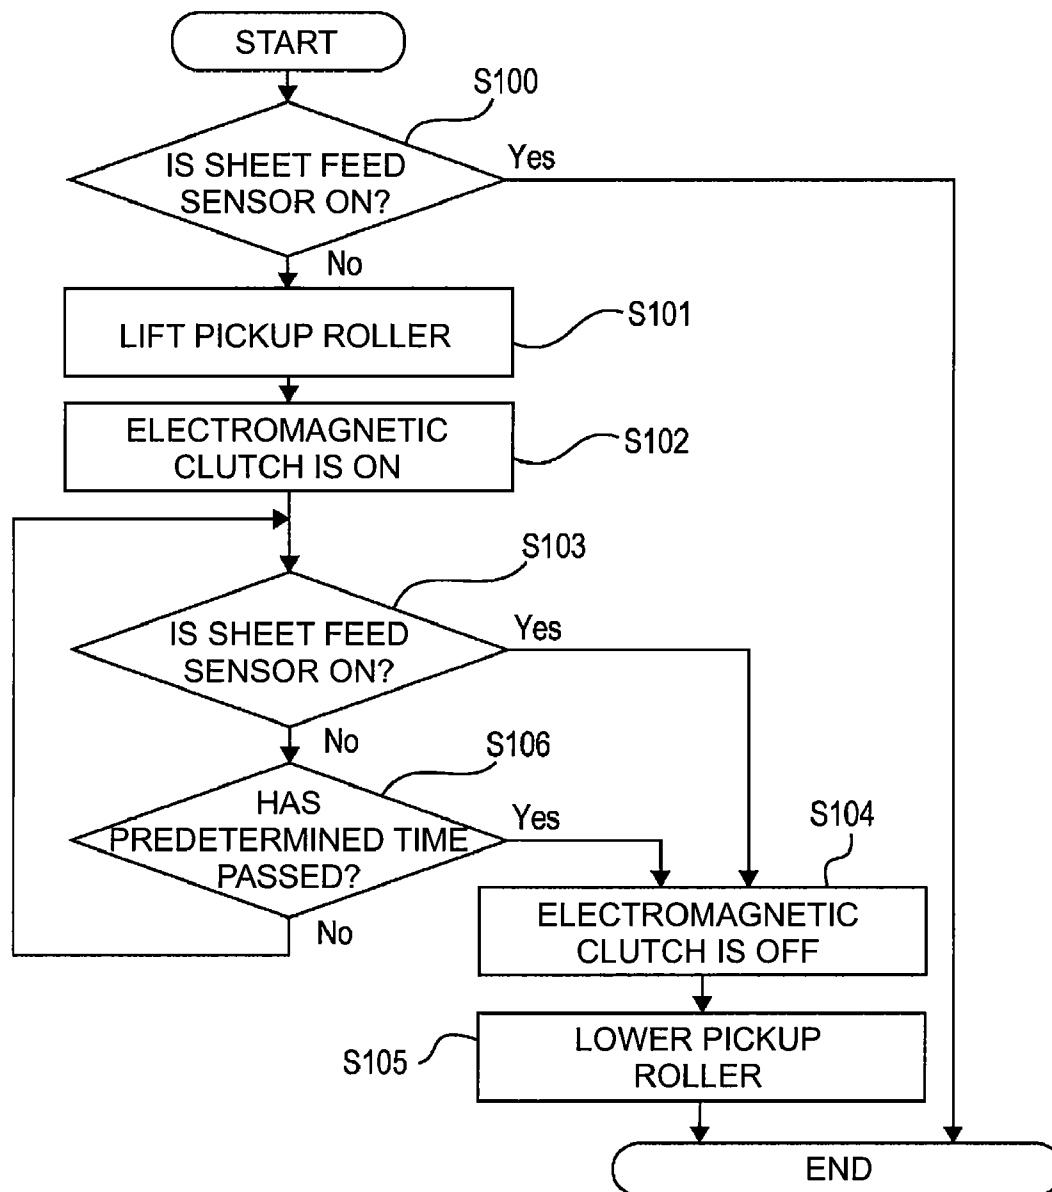 START
S100
IS SHEET FEED
SENSOR ON?
Yes
No
LIFT PICKUP ROLLER
S101
ELECTROMAGNETIC
CLUTCH IS ON
S102
S103
IS SHEET FEED
SENSOR ON?
Yes
No
S106
HAS
PREDETERMINED TIME
PASSED?
Yes
No
S104
ELECTROMAGNETIC
CLUTCH IS OFF
S105
LOWER PICKUP
ROLLER
END